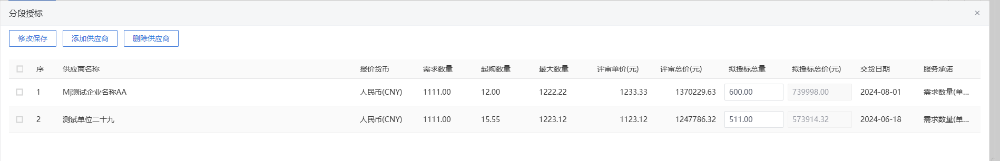 分段授标
修改保存 添加供应商 删除供应商
序 供应商名称 报价货币 需求数量 起购数量 最大数量 评审单价(元) 评审总价(元) 拟授标总量 拟授标总价(元) 交货日期 服务承诺
1 Mj测试企业名称AA 人民币(CNY) 1111.00 12.00 1222.22 1233.33 1370229.63 600.00 739998.00 2024-08-01 需求数量(单...
2 测试单位二十九 人民币(CNY) 1111.00 15.55 1223.12 1123.12 1247786.32 511.00 573914.32 2024-06-18 需求数量(单...